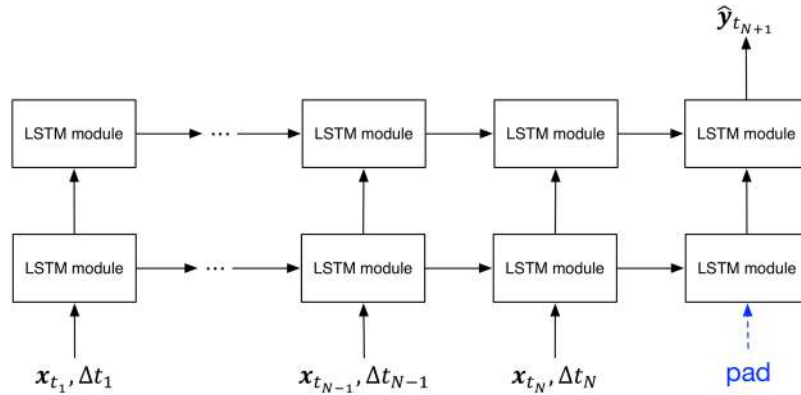 ŷ_{t_{N+1}}
LSTM module ... LSTM module LSTM module LSTM module
LSTM module ... LSTM module LSTM module LSTM module
x_{t_1}, Δt_1 x_{t_{N-1}}, Δt_{N-1} x_{t_N}, Δt_N pad